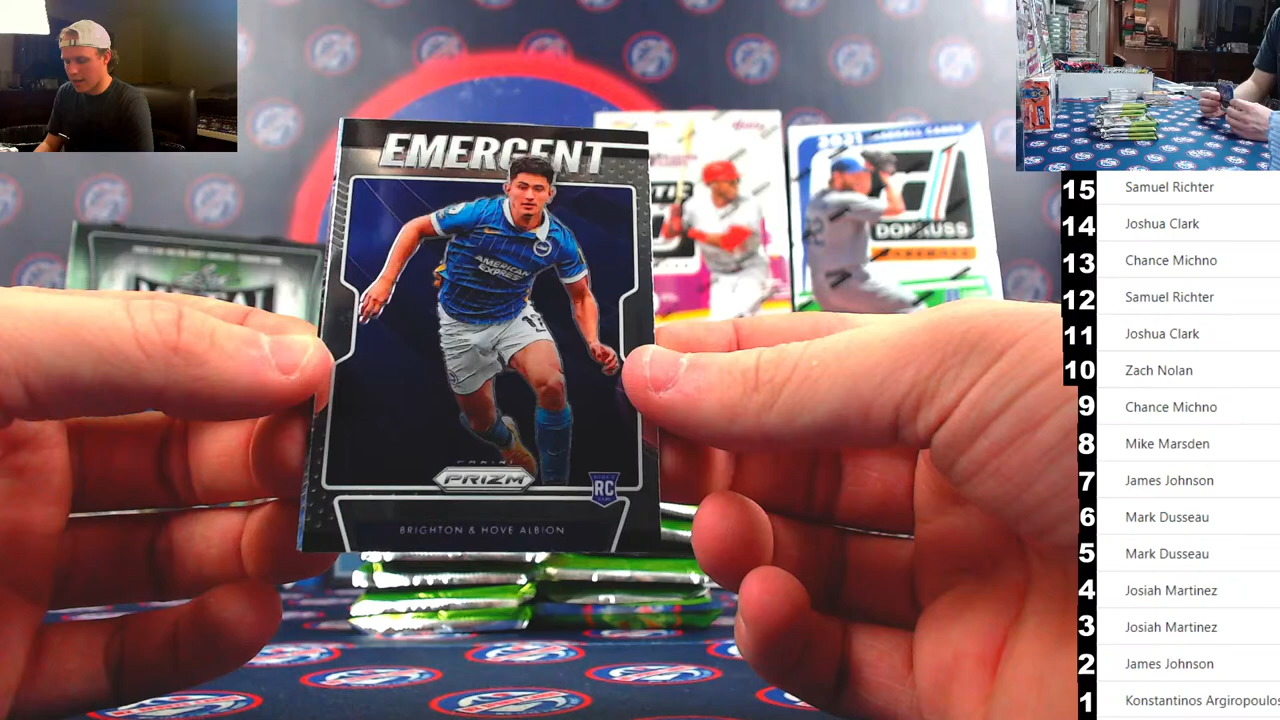 EMERGENT
AMERICAN
EXPRESS
PANINI
PRIZM
RC
BRIGHTON & HOVE ALBION
2021
DONRUSS
15 Samuel Richter
14 Joshua Clark
13 Chance Michno
12 Samuel Richter
11 Joshua Clark
10 Zach Nolan
9 Chance Michno
8 Mike Marsden
7 James Johnson
6 Mark Dusseau
5 Mark Dusseau
4 Josiah Martinez
3 Josiah Martinez
2 James Johnson
1 Konstantinos Argiropoulos